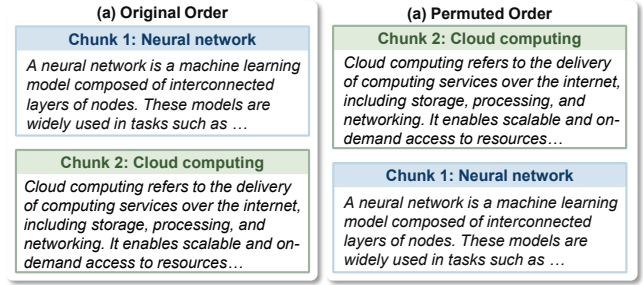 (a) Original Order
Chunk 1: Neural network
A neural network is a machine learning
model composed of interconnected
layers of nodes. These models are
widely used in tasks such as …
Chunk 2: Cloud computing
Cloud computing refers to the delivery
of computing services over the internet,
including storage, processing, and
networking. It enables scalable and on-
demand access to resources…
(a) Permuted Order
Chunk 2: Cloud computing
Cloud computing refers to the delivery
of computing services over the internet,
including storage, processing, and
networking. It enables scalable and on-
demand access to resources…
Chunk 1: Neural network
A neural network is a machine learning
model composed of interconnected
layers of nodes. These models are
widely used in tasks such as …